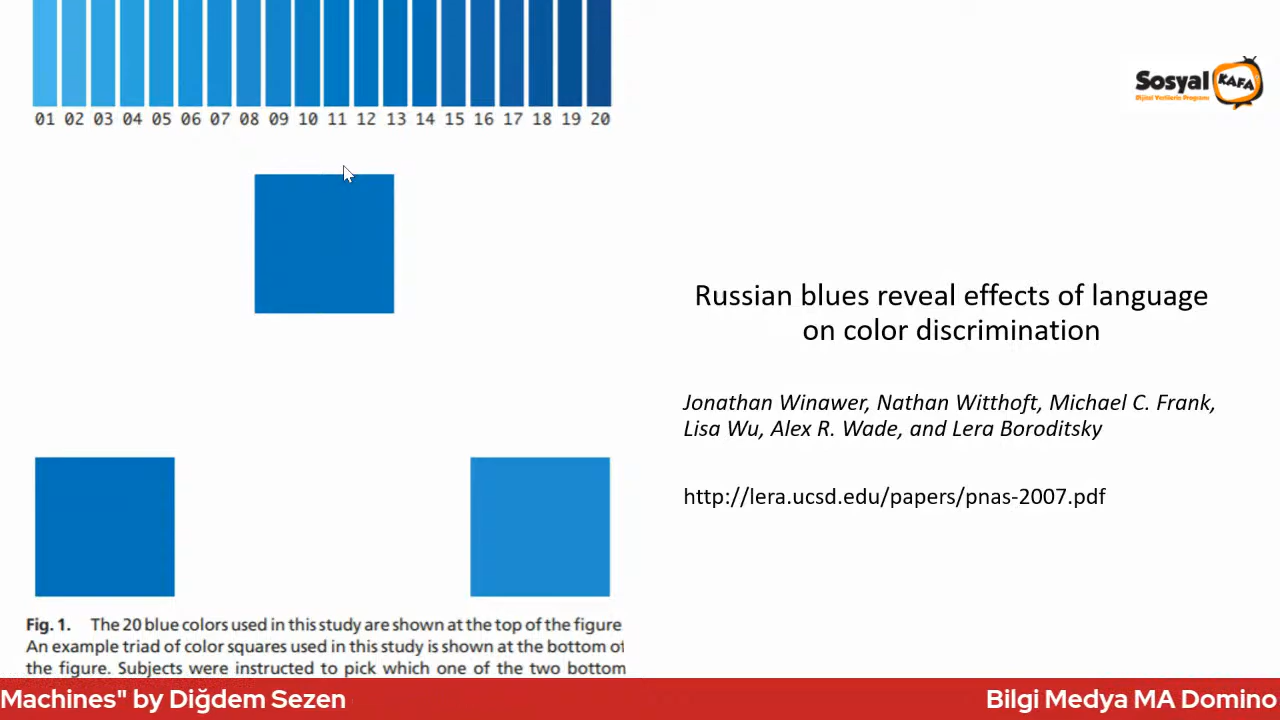 01 02 03 04 05 06 07 08 09 10 11 12 13 14 15 16 17 18 19 20
Sosyal KAFA
Dijital Yerlilerin Programı
Russian blues reveal effects of language
on color discrimination
Jonathan Winawer, Nathan Witthoft, Michael C. Frank,
Lisa Wu, Alex R. Wade, and Lera Boroditsky
http://lera.ucsd.edu/papers/pnas-2007.pdf
Fig. 1. The 20 blue colors used in this study are shown at the top of the figure
An example triad of color squares used in this study is shown at the bottom of
the figure. Subjects were instructed to pick which one of the two bottom
Machines" by Diğdem Sezen
Bilgi Medya MA Domino